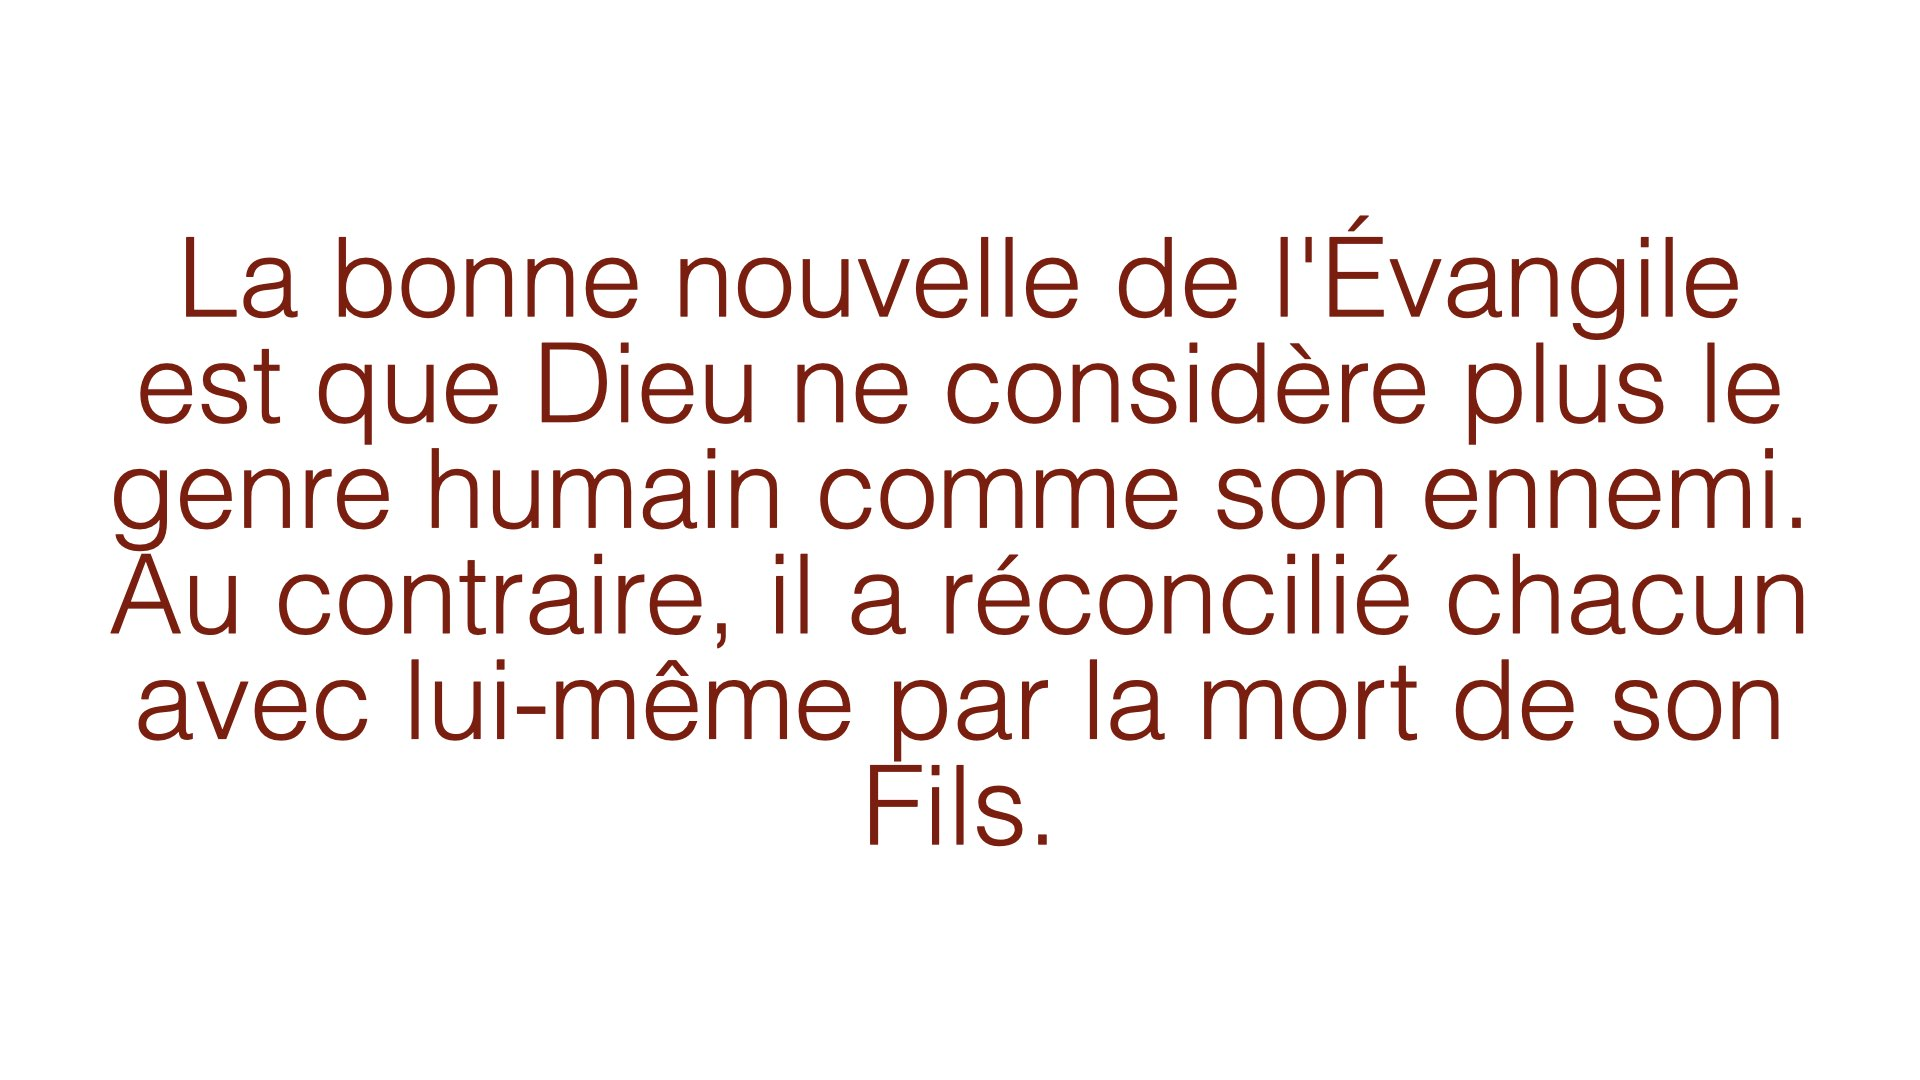 La bonne nouvelle de l'Évangile
est que Dieu ne considère plus le
genre humain comme son ennemi.
Au contraire, il a réconcilié chacun
avec lui-même par la mort de son
Fils.